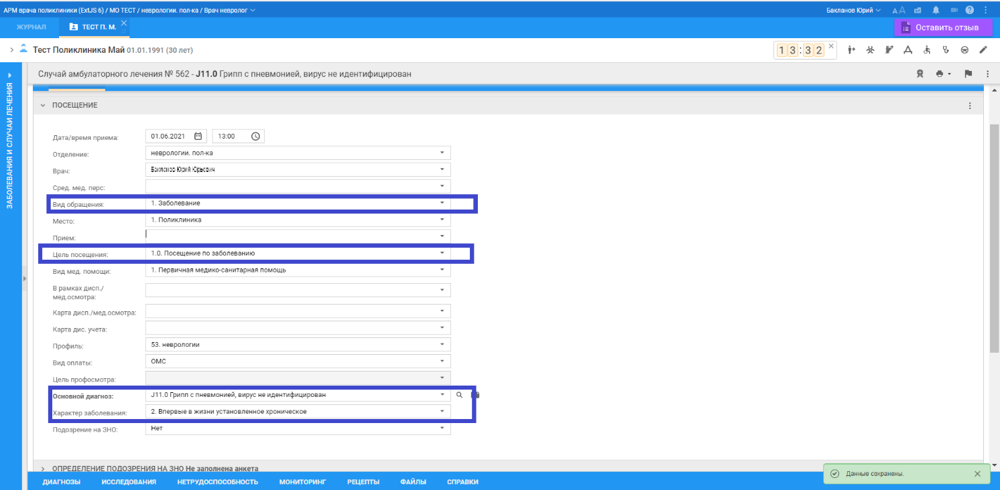 АРМ врача поликлиники (ExtJS 6) / МО ТЕСТ / неврологии. пол-ка / Врач невролог
Бакланов Юрий
АА
ЖУРНАЛ
ТЕСТ П. М.
Оставить отзыв
Тест Поликлиника Май 01.01.1991 (30 лет)
13:32
Случай амбулаторного лечения № 562 - J11.0 Грипп с пневмонией, вирус не идентифицирован
ЗАБОЛЕВАНИЯ И СЛУЧАИ ЛЕЧЕНИЯ
ПОСЕЩЕНИЕ
Дата/время приема: 01.06.2021 13:00
Отделение: неврологии. пол-ка
Врач: Бакланов Юрий Юрьевич
Сред. мед. перс:
Вид обращения: 1. Заболевание
Место: 1. Поликлиника
Прием:
Цель посещения: 1.0. Посещение по заболеванию
Вид мед. помощи: 1. Первичная медико-санитарная помощь
В рамках дисп./
мед.осмотра:
Карта дисп./мед.осмотра:
Карта дис. учета:
Профиль: 53. неврологии
Вид оплаты: ОМС
Цель профосмотра:
Основной диагноз: J11.0 Грипп с пневмонией, вирус не идентифицирован
Характер заболевания: 2. Впервые в жизни установленное хроническое
Подозрение на ЗНО: Нет
ОПРЕДЕЛЕНИЕ ПОДОЗРЕНИЯ НА ЗНО Не заполнена анкета
ДИАГНОЗЫ ИССЛЕДОВАНИЯ НЕТРУДОСПОСОБНОСТЬ МОНИТОРИНГ РЕЦЕПТЫ ФАЙЛЫ СПРАВКИ
Данные сохранены.